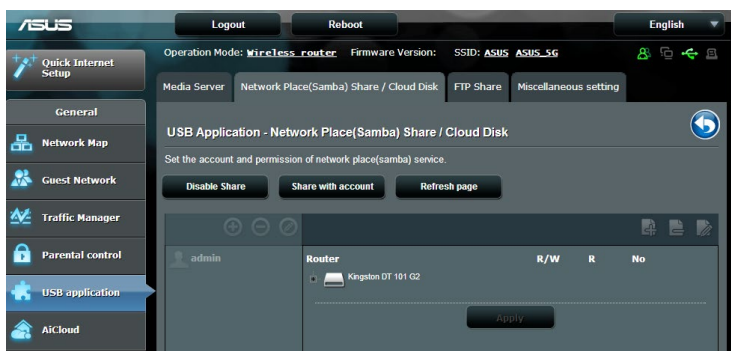 ASUS
Logout
Reboot
English
Operation Mode: Wireless router Firmware Version: SSID: ASUS ASUS_5G
Quick Internet
Setup
Media Server
Network Place(Samba) Share / Cloud Disk
FTP Share
Miscellaneous setting
General
Network Map
Guest Network
Traffic Manager
Parental control
USB application
AiCloud
USB Application - Network Place(Samba) Share / Cloud Disk
Set the account and permission of network place(samba) service.
Disable Share
Share with account
Refresh page
admin
Router R/W R No
Kingston DT 101 G2
Apply